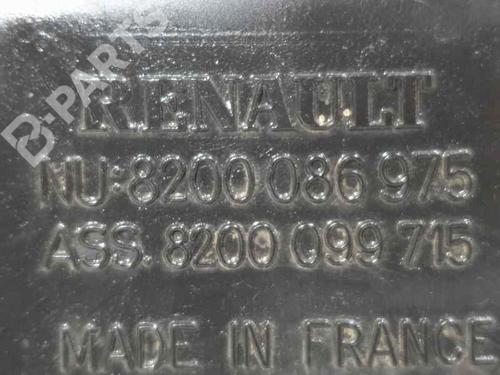 B-PARTS
RENAULT
NU:8200 086 975
ASS. 8200 099 715
MADE IN FRANCE